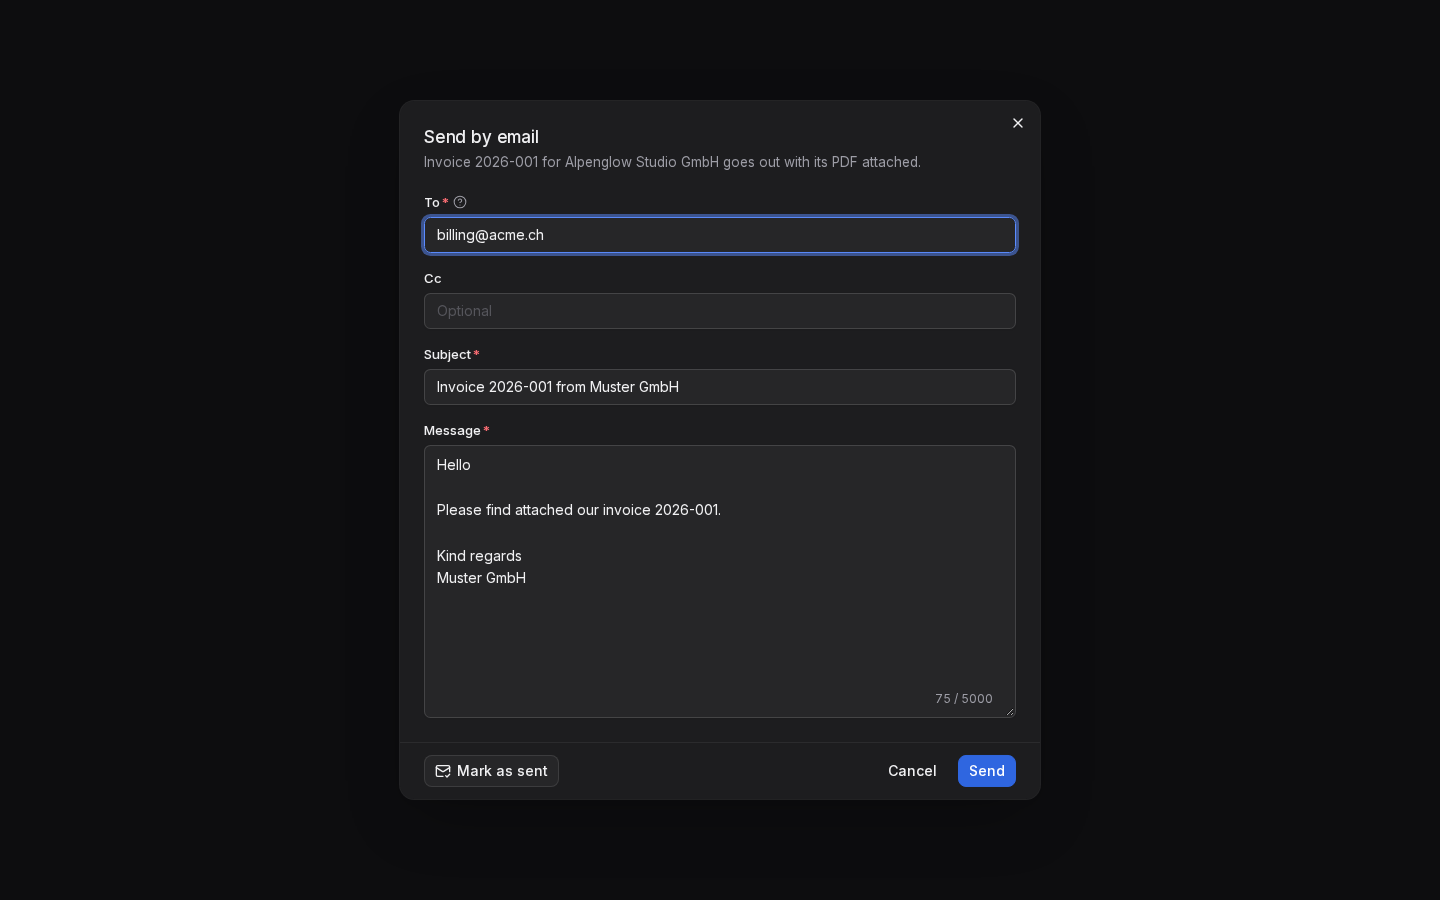 Send by email
Invoice 2026-001 for Alpenglow Studio GmbH goes out with its PDF attached.
To *
billing@acme.ch
Cc
Optional
Subject *
Invoice 2026-001 from Muster GmbH
Message *
Hello
Please find attached our invoice 2026-001.
Kind regards
Muster GmbH
75 / 5000
Mark as sent
Cancel
Send